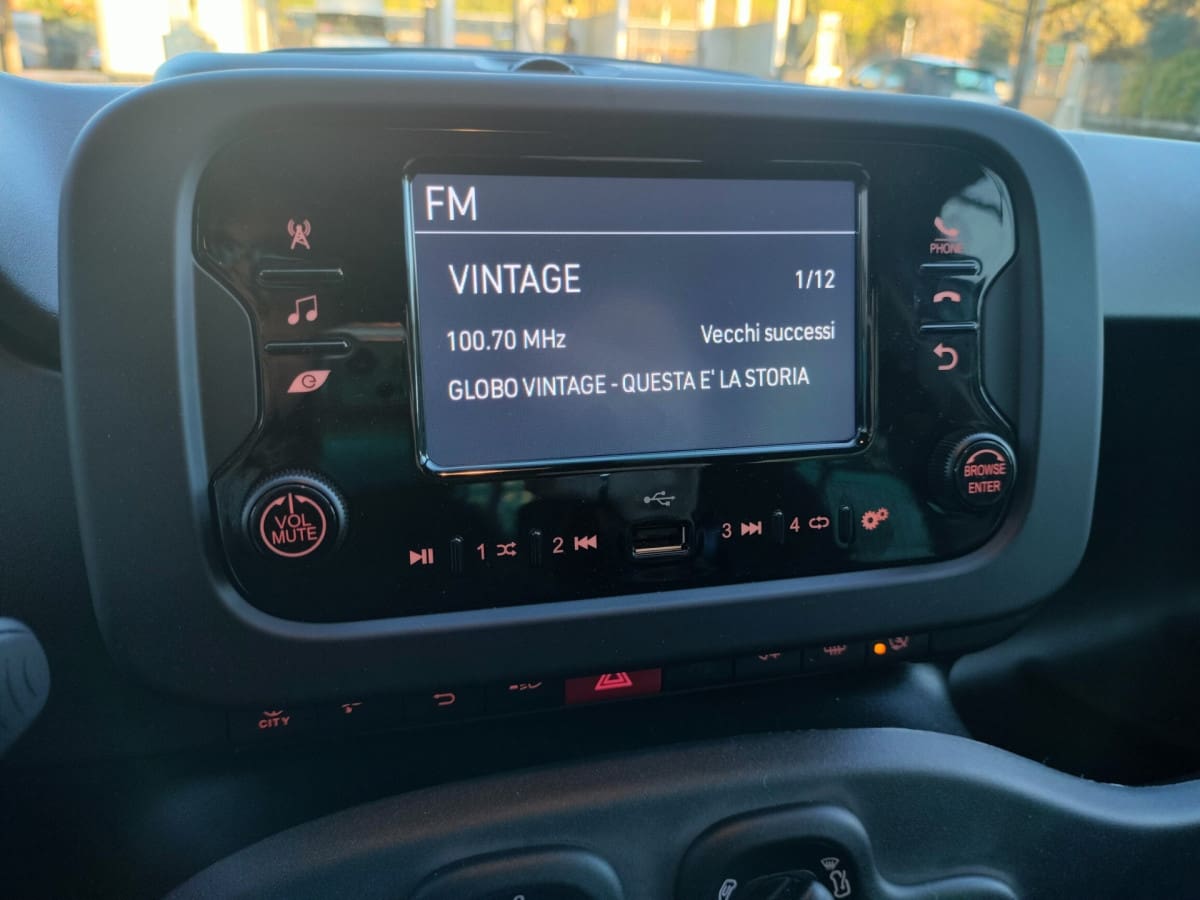 FM
VINTAGE 1/12
100.70 MHz Vecchi successi
GLOBO VINTAGE - QUESTA E' LA STORIA
PHONE
BROWSE
ENTER
VOL
MUTE
1 2 3 4
CITY